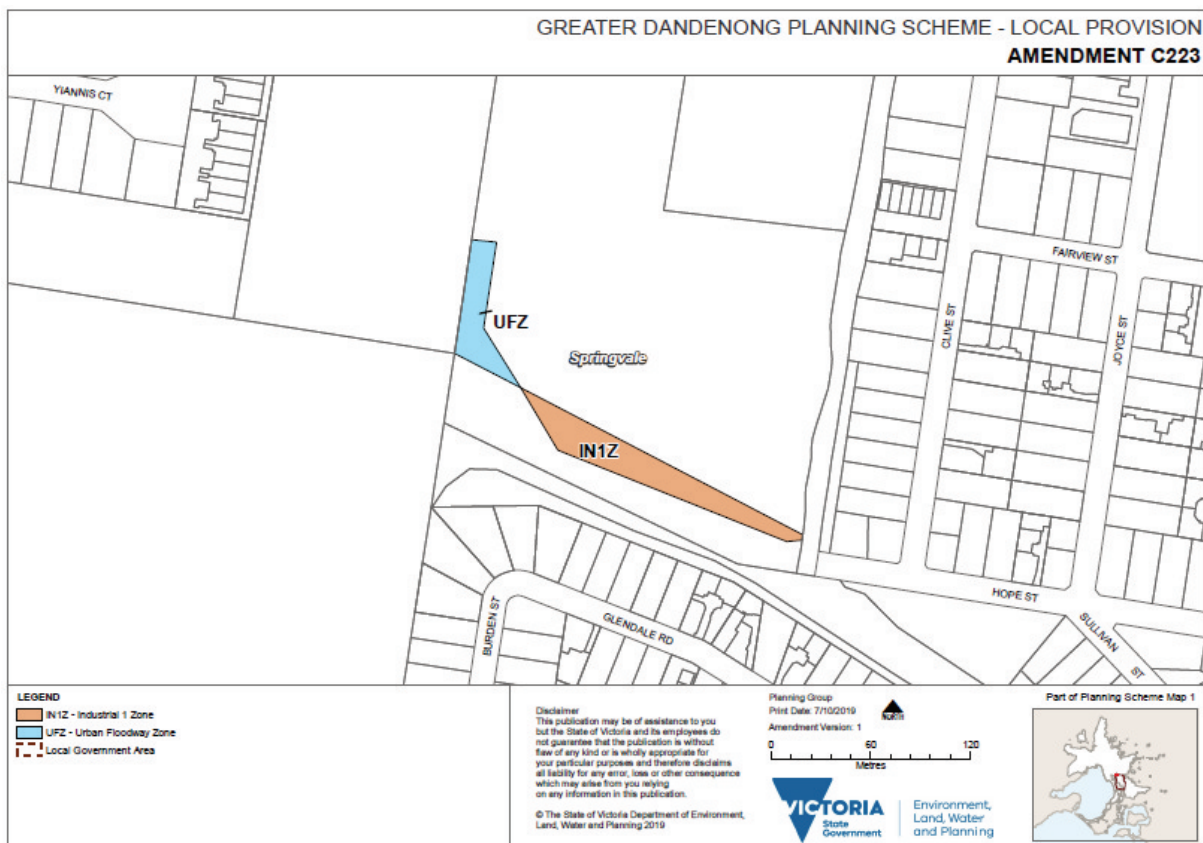 GREATER DANDENONG PLANNING SCHEME - LOCAL PROVISION
AMENDMENT C223
YIANNIS CT
FAIRVIEW ST
CLIVE ST
JOYCE ST
UFZ
Springvale
IN1Z
HOPE ST
SULLIVAN ST
BURDEN ST
GLENDALE RD
LEGEND
IN1Z - Industrial 1 Zone
UFZ - Urban Floodway Zone
Local Government Area
Disclaimer
This publication may be of assistance to you
but the State of Victoria and its employees do
not guarantee that the publication is without
flaw of any kind or is wholly appropriate for
your particular purposes and therefore disclaims
all liability for any error, loss or other consequence
which may arise from you relying
on any information in this publication.
© The State of Victoria Department of Environment,
Land, Water and Planning 2019
Planning Group
Print Date: 7/10/2019
Amendment Version: 1
NORTH
0 60 120
Metres
VICTORIA
State
Government
Environment,
Land, Water
and Planning
Part of Planning Scheme Map 1